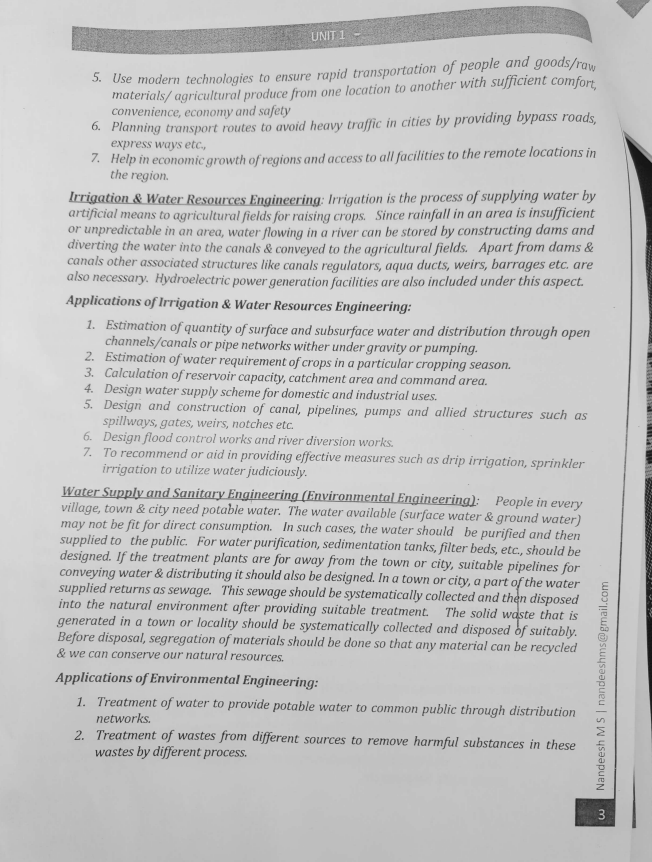 UNIT 1 –
5. Use modern technologies to ensure rapid transportation of people and goods/raw
materials/ agricultural produce from one location to another with sufficient comfort,
convenience, economy and safety
6. Planning transport routes to avoid heavy traffic in cities by providing bypass roads,
express ways etc.,
7. Help in economic growth of regions and access to all facilities to the remote locations in
the region.
Irrigation & Water Resources Engineering: Irrigation is the process of supplying water by
artificial means to agricultural fields for raising crops. Since rainfall in an area is insufficient
or unpredictable in an area, water flowing in a river can be stored by constructing dams and
diverting the water into the canals & conveyed to the agricultural fields. Apart from dams &
canals other associated structures like canals regulators, aqua ducts, weirs, barrages etc. are
also necessary. Hydroelectric power generation facilities are also included under this aspect.
Applications of Irrigation & Water Resources Engineering:
1. Estimation of quantity of surface and subsurface water and distribution through open
channels/canals or pipe networks wither under gravity or pumping.
2. Estimation of water requirement of crops in a particular cropping season.
3. Calculation of reservoir capacity, catchment area and command area.
4. Design water supply scheme for domestic and industrial uses.
5. Design and construction of canal, pipelines, pumps and allied structures such as
spillways, gates, weirs, notches etc.
6. Design flood control works and river diversion works.
7. To recommend or aid in providing effective measures such as drip irrigation, sprinkler
irrigation to utilize water judiciously.
Water Supply and Sanitary Engineering (Environmental Engineering): People in every
village, town & city need potable water. The water available (surface water & ground water)
may not be fit for direct consumption. In such cases, the water should be purified and then
supplied to the public. For water purification, sedimentation tanks, filter beds, etc., should be
designed. If the treatment plants are for away from the town or city, suitable pipelines for
conveying water & distributing it should also be designed. In a town or city, a part of the water
supplied returns as sewage. This sewage should be systematically collected and then disposed
into the natural environment after providing suitable treatment. The solid waste that is
generated in a town or locality should be systematically collected and disposed of suitably.
Before disposal, segregation of materials should be done so that any material can be recycled
& we can conserve our natural resources.
Applications of Environmental Engineering:
1. Treatment of water to provide potable water to common public through distribution
networks.
2. Treatment of wastes from different sources to remove harmful substances in these
wastes by different process.
Nandeesh M S | nandeeshms@gmail.com
3